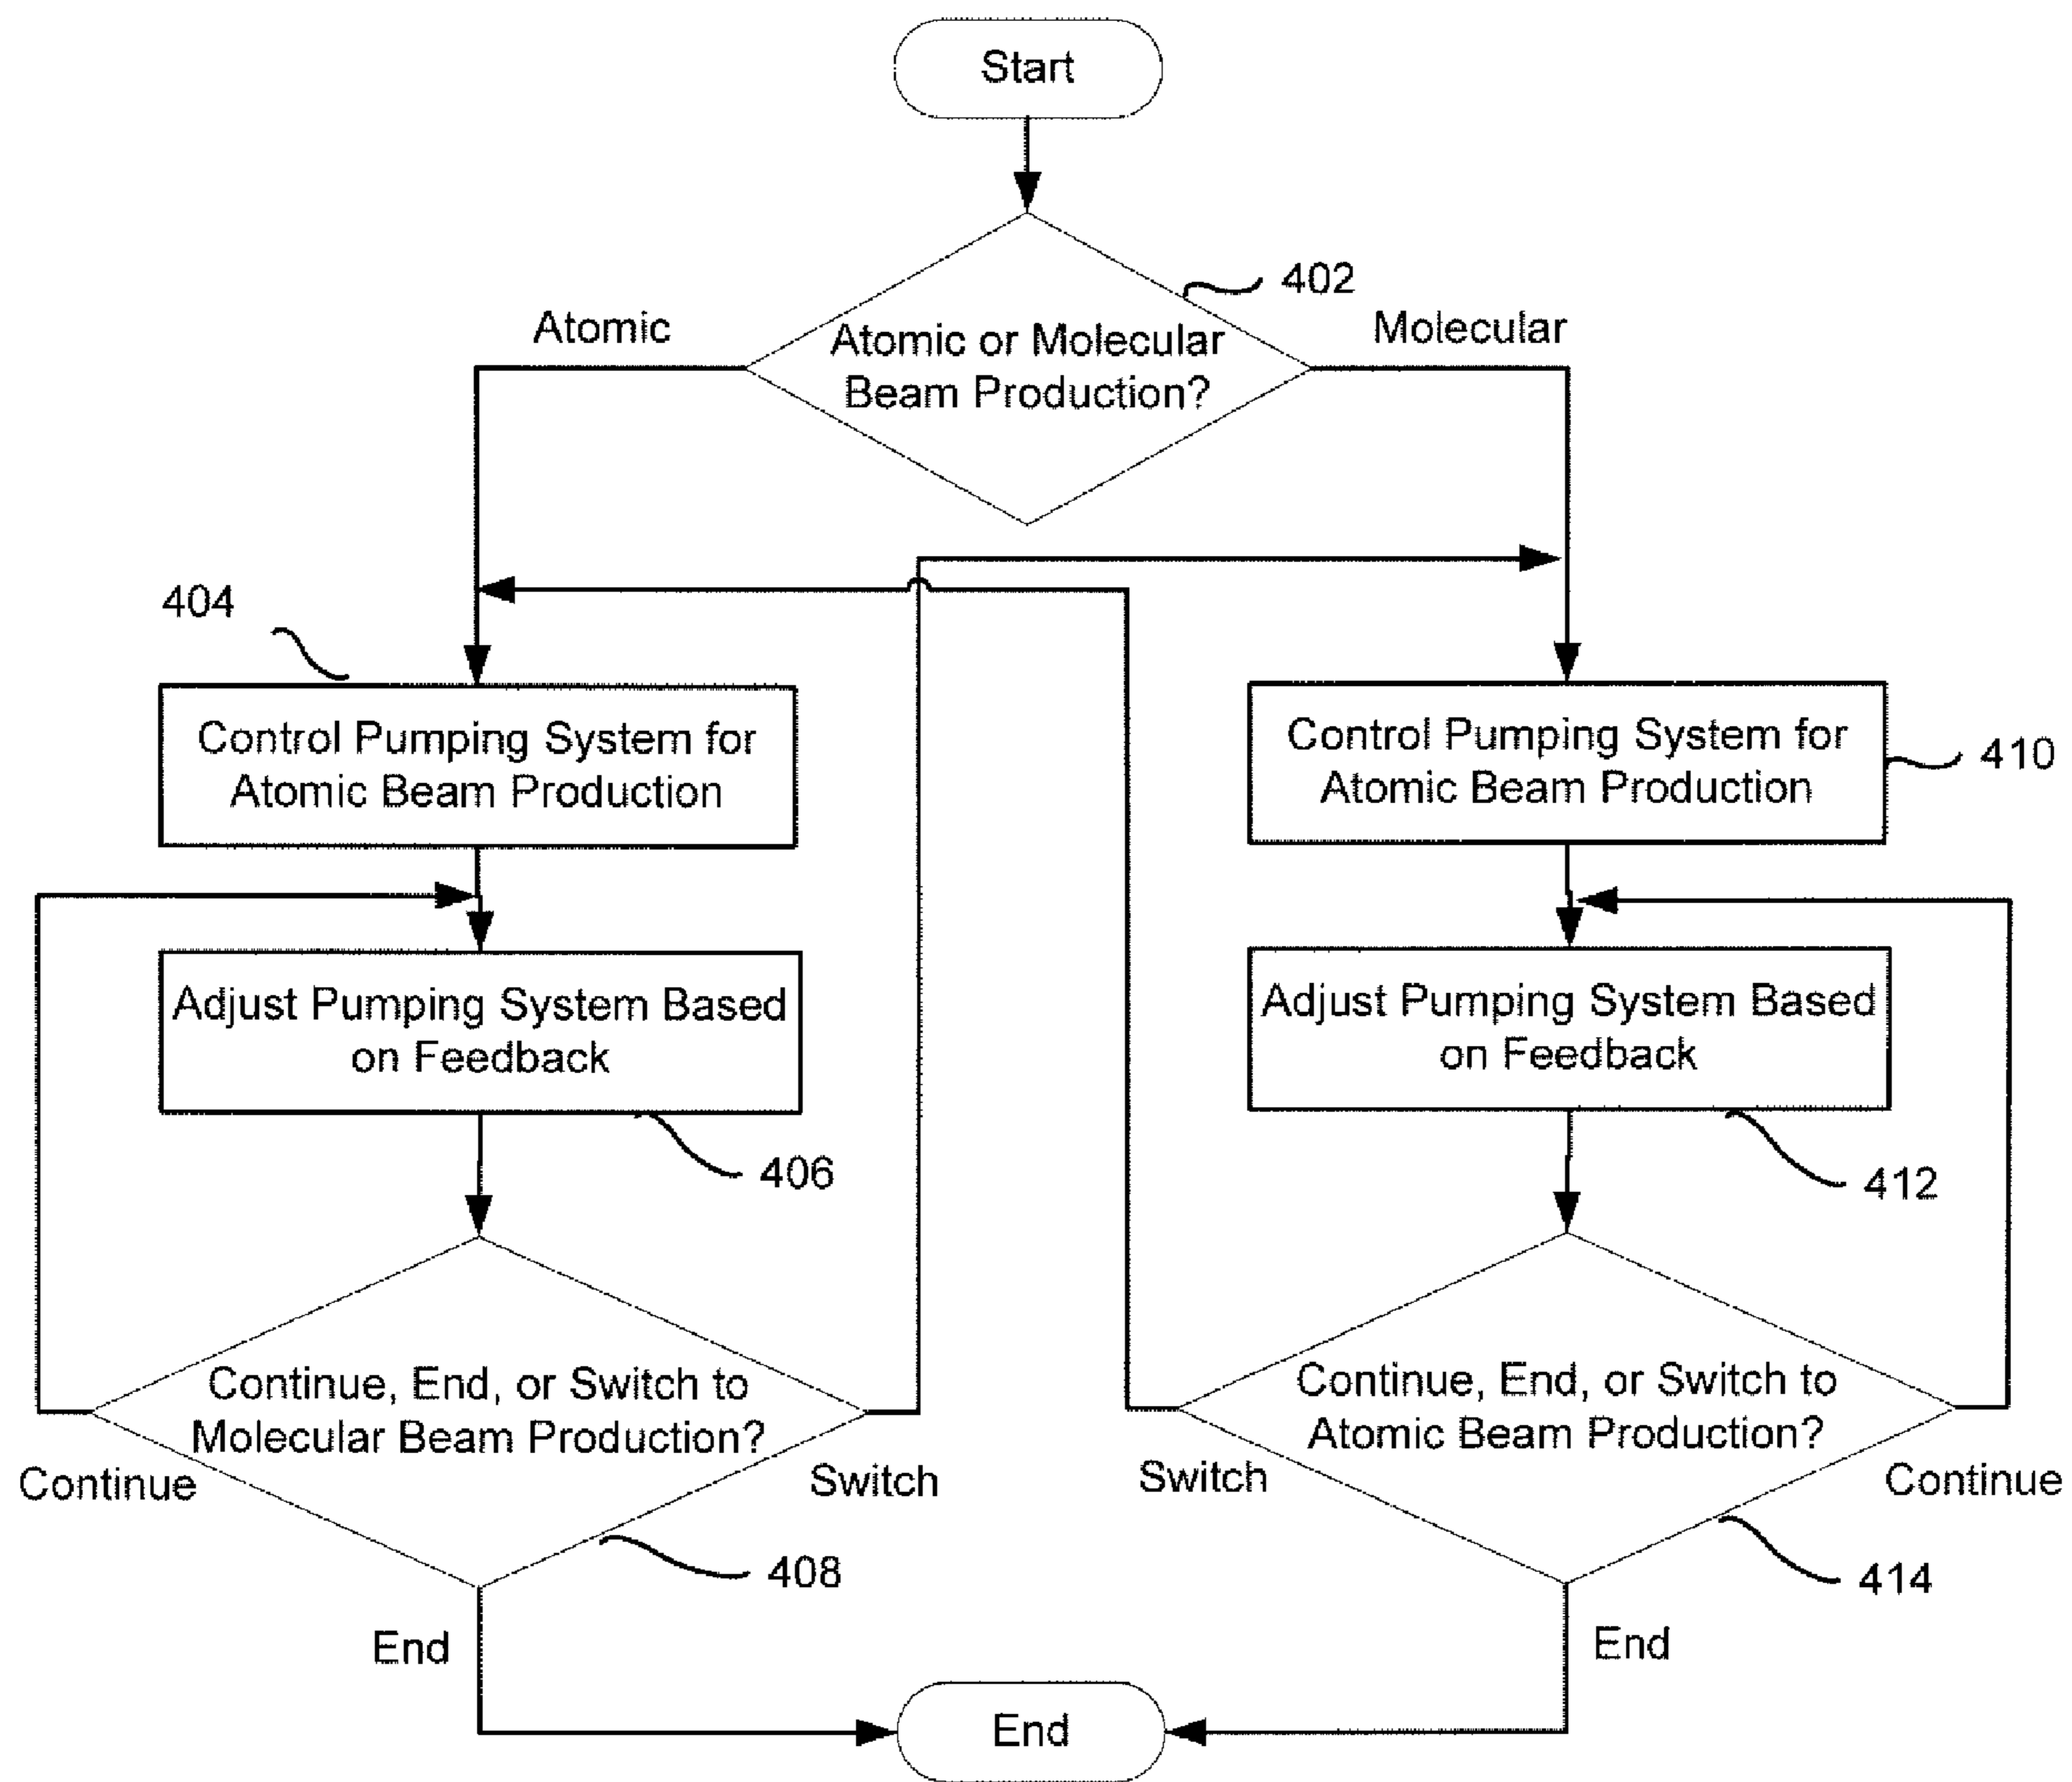 Start
402
Atomic
Atomic or Molecular
Beam Production?
Molecular
404
Control Pumping System for
Atomic Beam Production
Control Pumping System for
Atomic Beam Production
410
Adjust Pumping System Based
on Feedback
406
Adjust Pumping System Based
on Feedback
412
Continue, End, or Switch to
Molecular Beam Production?
Continue
Switch
408
Continue, End, or Switch to
Atomic Beam Production?
Switch
Continue
414
End
End
End